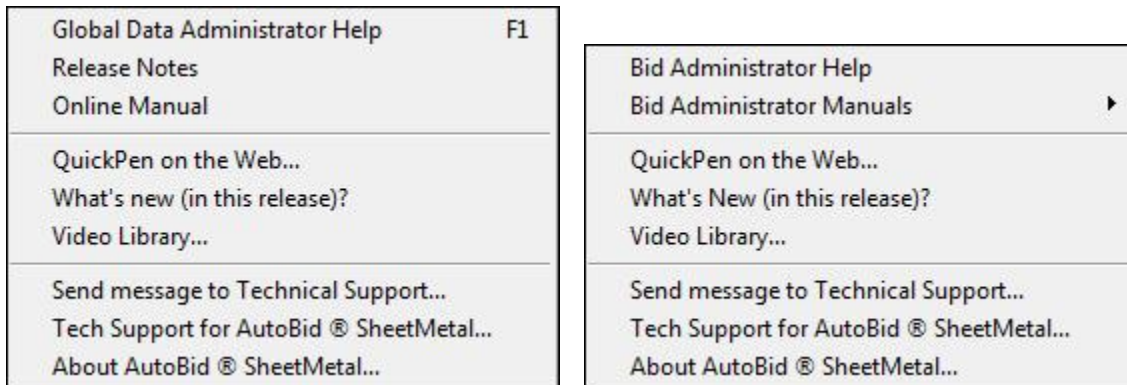 Global Data Administrator Help F1
Release Notes
Online Manual
QuickPen on the Web...
What's new (in this release)?
Video Library...
Send message to Technical Support...
Tech Support for AutoBid ® SheetMetal...
About AutoBid ® SheetMetal...
Bid Administrator Help
Bid Administrator Manuals
QuickPen on the Web...
What's New (in this release)?
Video Library...
Send message to Technical Support...
Tech Support for AutoBid ® SheetMetal...
About AutoBid ® SheetMetal...